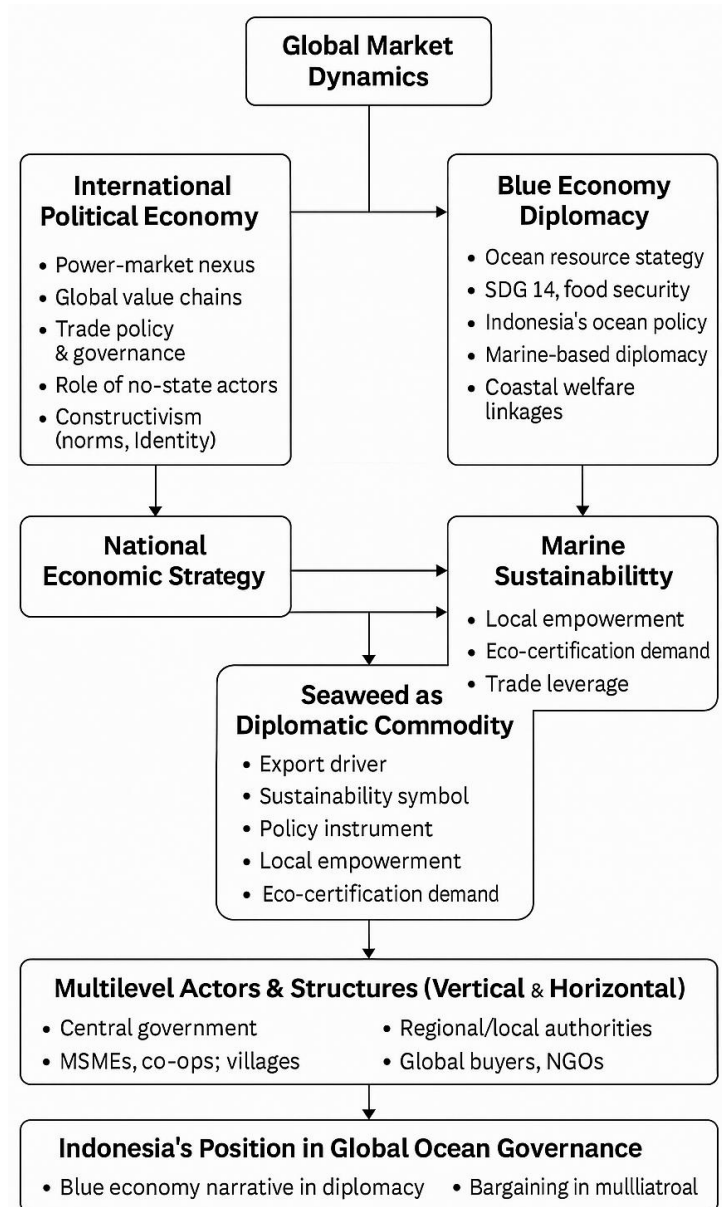 Global Market
Dynamics
International
Political Economy
• Power-market nexus
• Global value chains
• Trade policy
& governance
• Role of no-state actors
• Constructivism
(norms, Identity)
Blue Economy
Diplomacy
• Ocean resource stategy
• SDG 14, food security
• Indonesia's ocean policy
• Marine-based diplomacy
• Coastal welfare
linkages
National
Economic Strategy
Marine
Sustainabilitty
• Local empowerment
• Eco-certification demand
• Trade leverage
Seaweed as
Diplomatic Commodity
• Export driver
• Sustainability symbol
• Policy instrument
• Local empowerment
• Eco-certification demand
Multilevel Actors & Structures (Vertical & Horizontal)
• Central government
• Regional/local authorities
• MSMEs, co-ops; villages
• Global buyers, NGOs
Indonesia's Position in Global Ocean Governance
• Blue economy narrative in diplomacy • Bargaining in mullliatroal